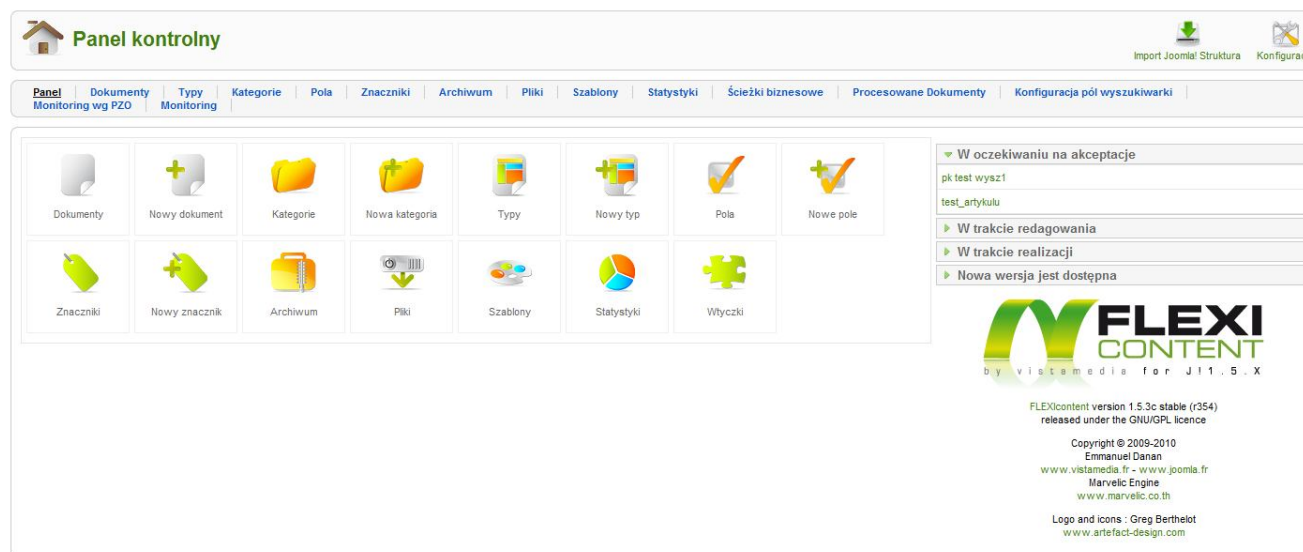 Panel kontrolny
Import Joomla! Struktura
Panel Dokumenty Typy Kategorie Pola Znaczniki Archiwum Pliki Szablony Statystyki Ścieżki biznesowe Procesowane Dokumenty Konfiguracja pól wyszukiwarki
Monitoring wg PZO Monitoring
Dokumenty
Nowy dokument
Kategorie
Nowa kategoria
Typy
Nowy typ
Pola
Nowe pole
Znaczniki
Nowy znacznik
Archiwum
Pliki
Szablony
Statystyki
Wtyczki
W oczekiwaniu na akceptacje
pk test wysz1
test_artykulu
W trakcie redagowania
W trakcie realizacji
Nowa wersja jest dostępna
FLEXI
CONTENT
by vistamedia for J!1.5.X
FLEXIcontent version 1.5.3c stable (r354)
released under the GNU/GPL licence
Copyright © 2009-2010
Emmanuel Danan
www.vistamedia.fr - www.joomla.fr
Marvelic Engine
www.marvelic.co.th
Logo and icons : Greg Berthelot
www.artefact-design.com